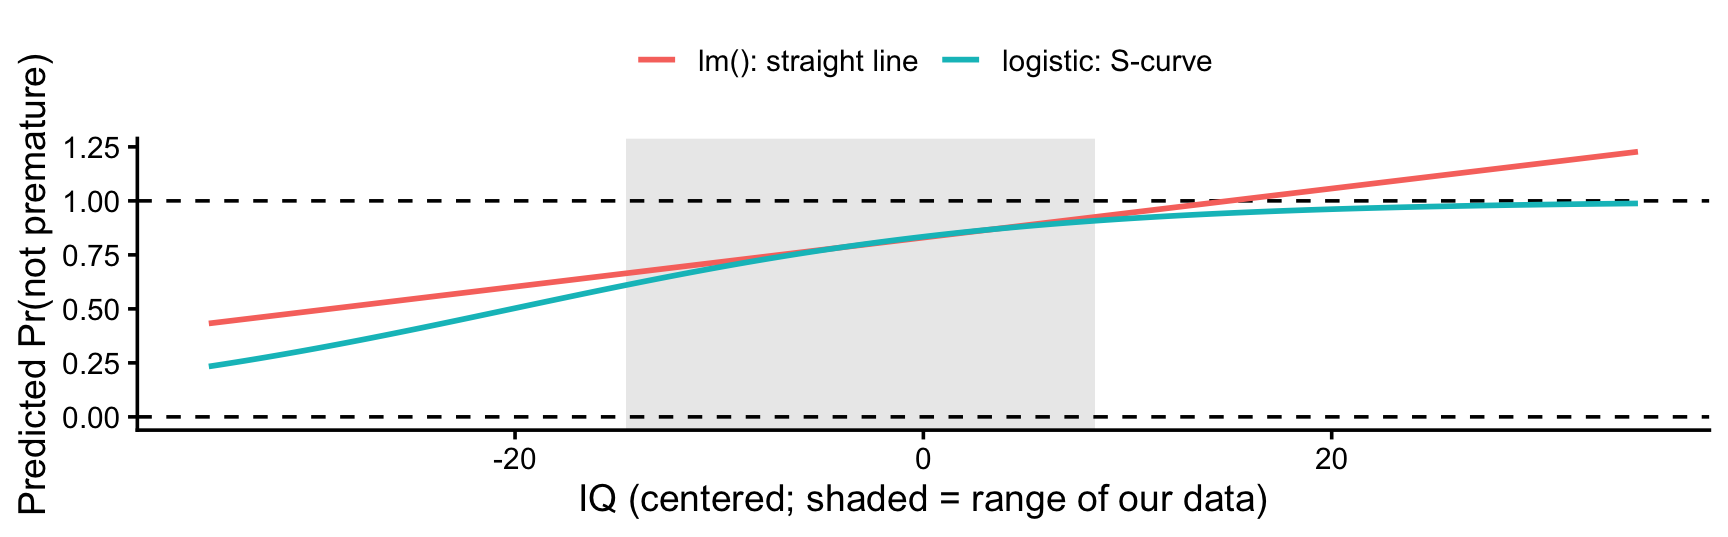 lm(): straight line logistic: S-curve
Predicted Pr(not premature)
1.25
1.00
0.75
0.50
0.25
0.00
-20 0 20
IQ (centered; shaded = range of our data)